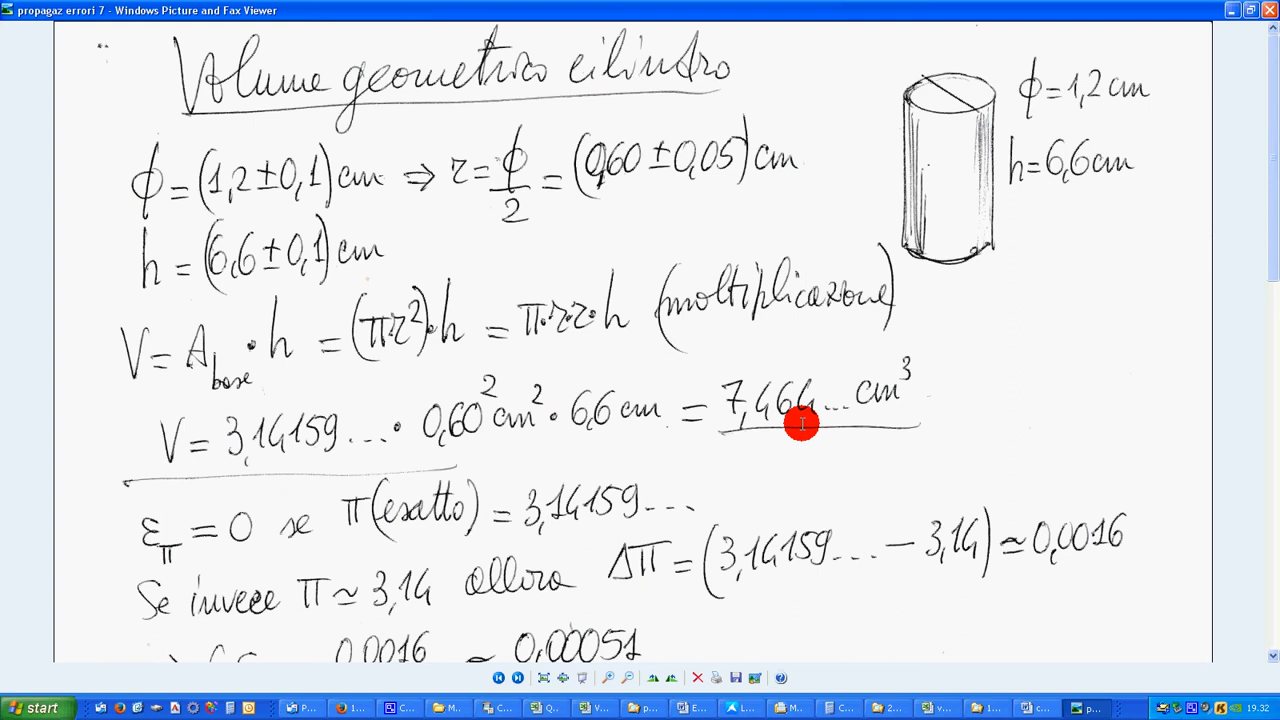 propagaz errori 7 - Windows Picture and Fax Viewer
Volume geometrico cilindro
ϕ = 1,2 cm
h = 6,6 cm
ϕ = (1,2 ± 0,1) cm ⇒ r = ϕ/2 = (0,60 ± 0,05) cm
h = (6,6 ± 0,1) cm
V = A base · h = (π·r²)·h = π·r·r·h (moltiplicazione)
V = 3,14159... · 0,60² cm² · 6,6 cm = 7,464... cm³
ε_π = 0 se π (esatto) = 3,14159...
Se invece π ≃ 3,14 allora Δπ = (3,14159... − 3,14) ≃ 0,0016
0,0016 ≃ 0,00051
start
19.32